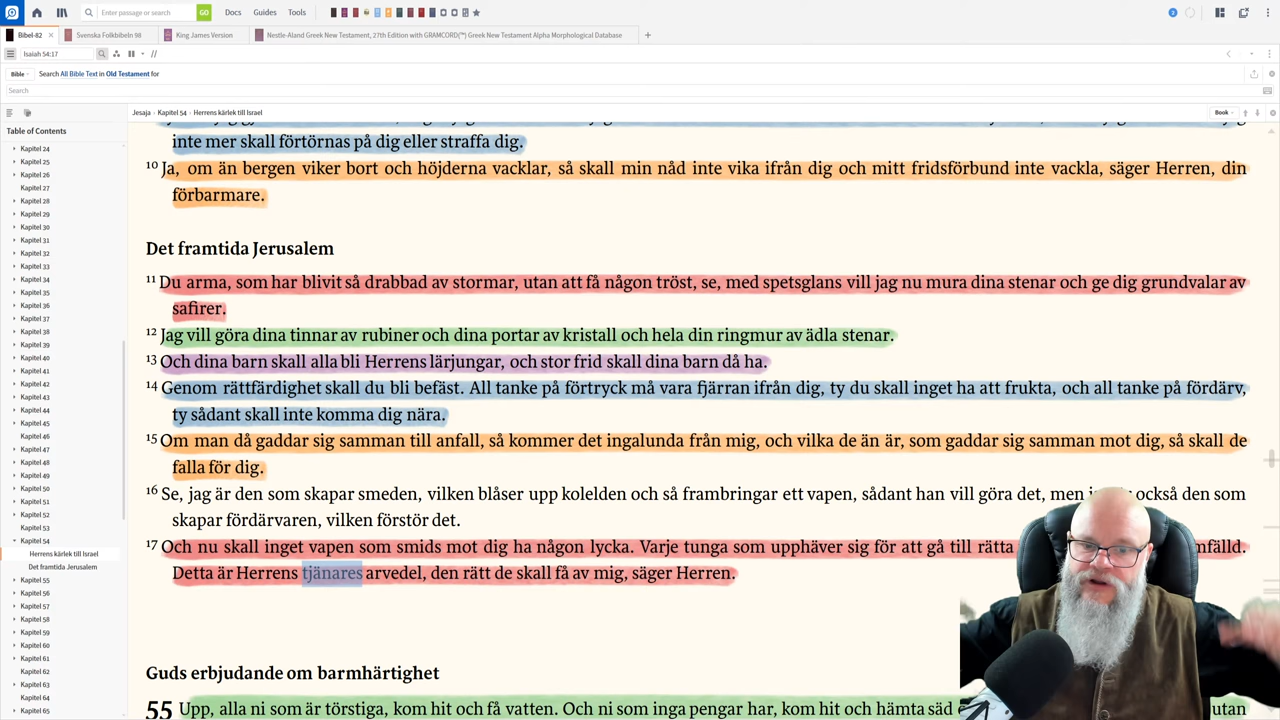 Enter passage or search
GO
Docs
Guides
Tools
2
Bibel-82
Svenska Folkbibeln 98
King James Version
Nestle-Aland Greek New Testament, 27th Edition with GRAMCORD(™) Greek New Testament Alpha Morphological Database
Isaiah 54:17
Bible
Search All Bible Text in Old Testament for
Search
Table of Contents
Kapitel 24
Kapitel 25
Kapitel 26
Kapitel 27
Kapitel 28
Kapitel 29
Kapitel 30
Kapitel 31
Kapitel 32
Kapitel 33
Kapitel 34
Kapitel 35
Kapitel 36
Kapitel 37
Kapitel 38
Kapitel 39
Kapitel 40
Kapitel 41
Kapitel 42
Kapitel 43
Kapitel 44
Kapitel 45
Kapitel 46
Kapitel 47
Kapitel 48
Kapitel 49
Kapitel 50
Kapitel 51
Kapitel 52
Kapitel 53
Kapitel 54
Herrens kärlek till Israel
Det framtida Jerusalem
Kapitel 55
Kapitel 56
Kapitel 57
Kapitel 58
Kapitel 59
Kapitel 60
Kapitel 61
Kapitel 62
Kapitel 63
Kapitel 64
Kapitel 65
Jesaja › Kapitel 54 › Herrens kärlek till Israel
Book
inte mer skall förtörnas på dig eller straffa dig.
10 Ja, om än bergen viker bort och höjderna vacklar, så skall min nåd inte vika ifrån dig och mitt fridsförbund inte vackla, säger Herren, din
förbarmare.
Det framtida Jerusalem
11 Du arma, som har blivit så drabbad av stormar, utan att få någon tröst, se, med spetsglans vill jag nu mura dina stenar och ge dig grundvalar av
safirer.
12 Jag vill göra dina tinnar av rubiner och dina portar av kristall och hela din ringmur av ädla stenar.
13 Och dina barn skall alla bli Herrens lärjungar, och stor frid skall dina barn då ha.
14 Genom rättfärdighet skall du bli befäst. All tanke på förtryck må vara fjärran ifrån dig, ty du skall inget ha att frukta, och all tanke på fördärv,
ty sådant skall inte komma dig nära.
15 Om man då gaddar sig samman till anfall, så kommer det ingalunda från mig, och vilka de än är, som gaddar sig samman mot dig, så skall de
falla för dig.
16 Se, jag är den som skapar smeden, vilken blåser upp kolelden och så frambringar ett vapen, sådant han vill göra det, men också den som
skapar fördärvaren, vilken förstör det.
17 Och nu skall inget vapen som smids mot dig ha någon lycka. Varje tunga som upphäver sig för att gå till rätta mfälld.
Detta är Herrens tjänares arvedel, den rätt de skall få av mig, säger Herren.
Guds erbjudande om barmhärtighet
55 Upp, alla ni som är törstiga, kom hit och få vatten. Och ni som inga pengar har, kom hit och hämta säd utan